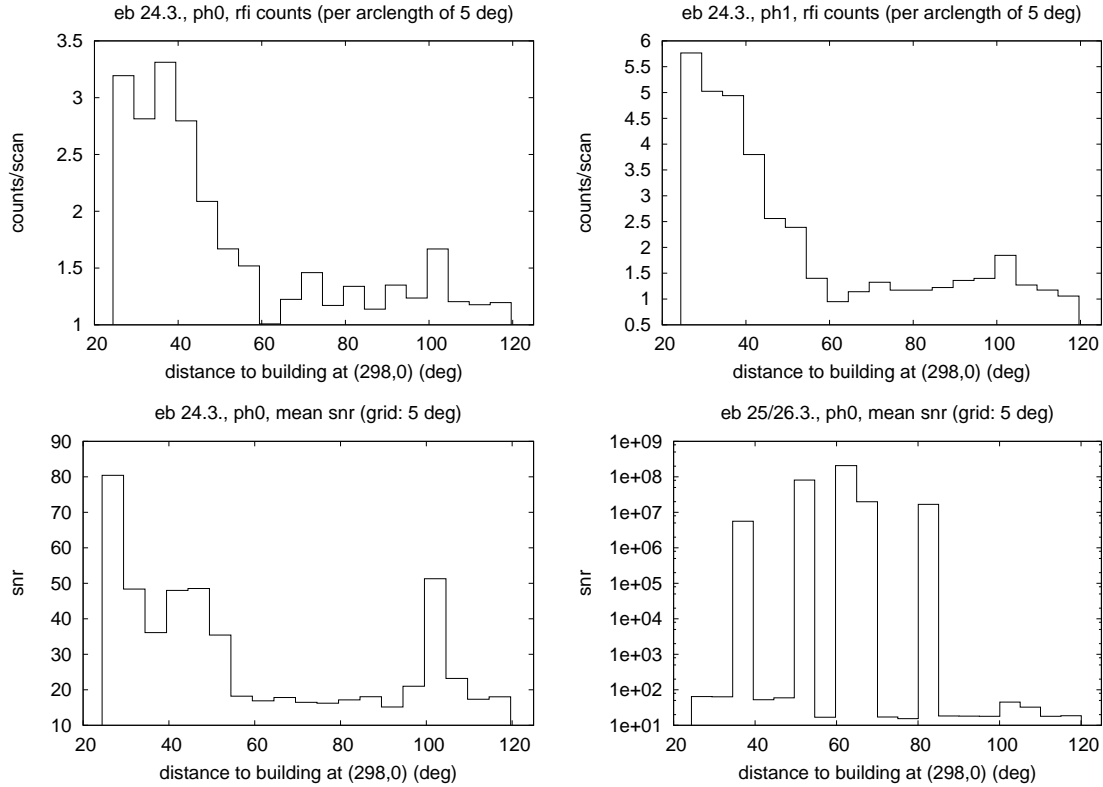 eb 24.3., ph0, rfi counts (per arclength of 5 deg)
3.5
3
2.5
2
1.5
1
counts/scan
20 40 60 80 100 120
distance to building at (298,0) (deg)
eb 24.3., ph1, rfi counts (per arclength of 5 deg)
6
5.5
5
4.5
4
3.5
3
2.5
2
1.5
1
0.5
counts/scan
20 40 60 80 100 120
distance to building at (298,0) (deg)
eb 24.3., ph0, mean snr (grid: 5 deg)
90
80
70
60
50
40
30
20
10
snr
20 40 60 80 100 120
distance to building at (298,0) (deg)
eb 25/26.3., ph0, mean snr (grid: 5 deg)
1e+09
1e+08
1e+07
1e+06
1e+05
1e+04
1e+03
1e+02
1e+01
snr
20 40 60 80 100 120
distance to building at (298,0) (deg)